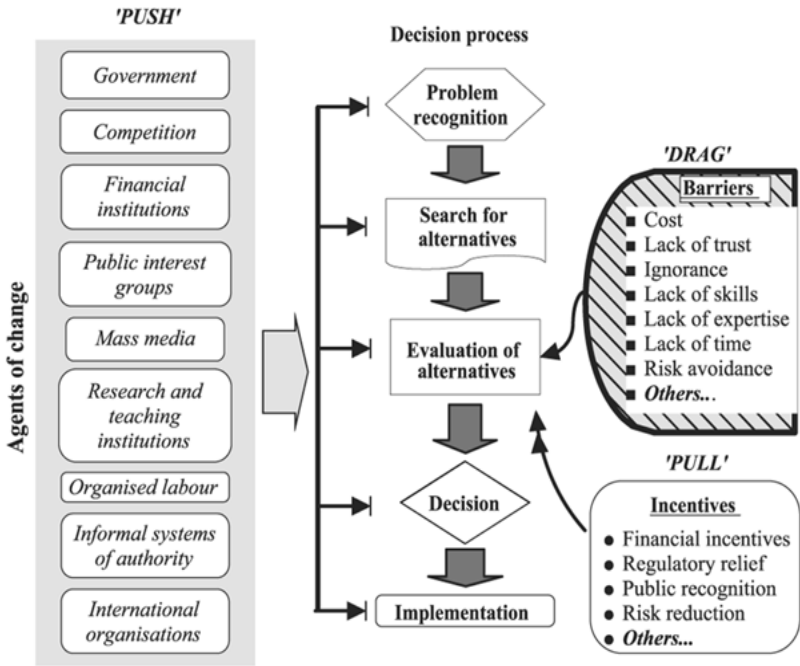 'PUSH'
Agents of change
Government
Competition
Financial
institutions
Public interest
groups
Mass media
Research and
teaching
institutions
Organised labour
Informal systems
of authority
International
organisations
Decision process
Problem
recognition
Search for
alternatives
Evaluation of
alternatives
Decision
Implementation
'DRAG'
Barriers
■ Cost
■ Lack of trust
■ Ignorance
■ Lack of skills
■ Lack of expertise
■ Lack of time
■ Risk avoidance
■ Others...
'PULL'
Incentives
● Financial incentives
● Regulatory relief
● Public recognition
● Risk reduction
● Others...